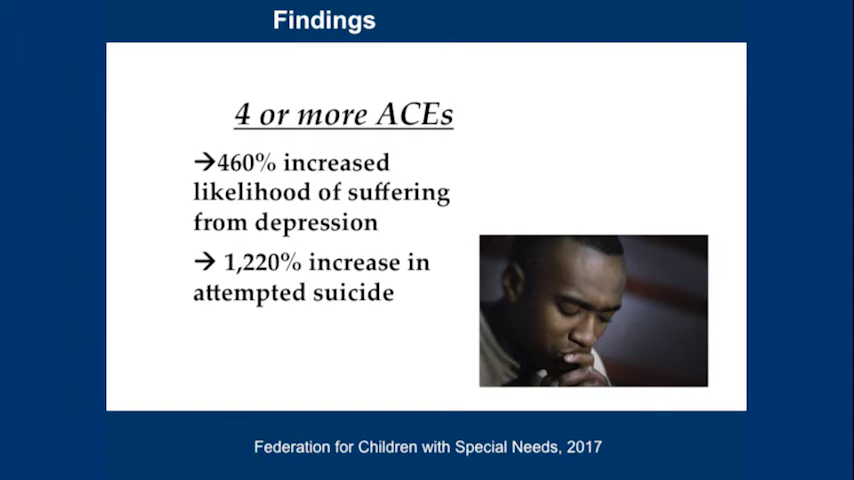 Findings
4 or more ACEs
→460% increased
likelihood of suffering
from depression
→ 1,220% increase in
attempted suicide
Federation for Children with Special Needs, 2017